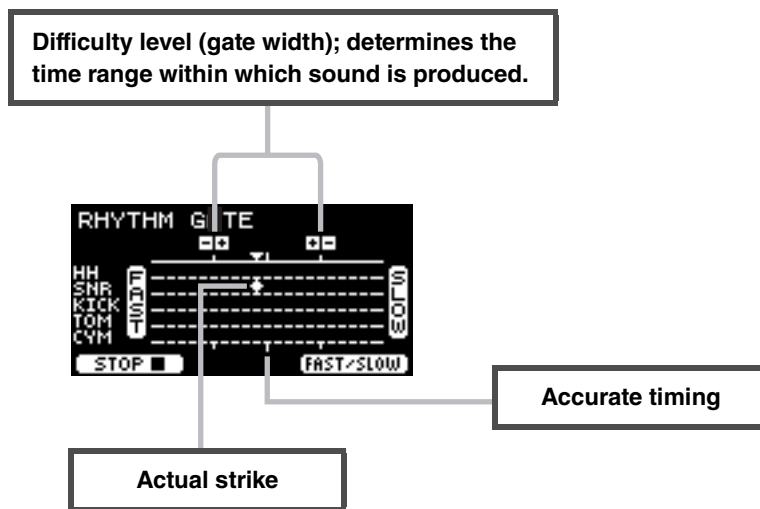 Difficulty level (gate width); determines the
time range within which sound is produced.
RHYTHM G TE
HH
SNR
KICK
TOM
CYM
FAST
SLOW
STOP ■
FAST/SLOW
Accurate timing
Actual strike